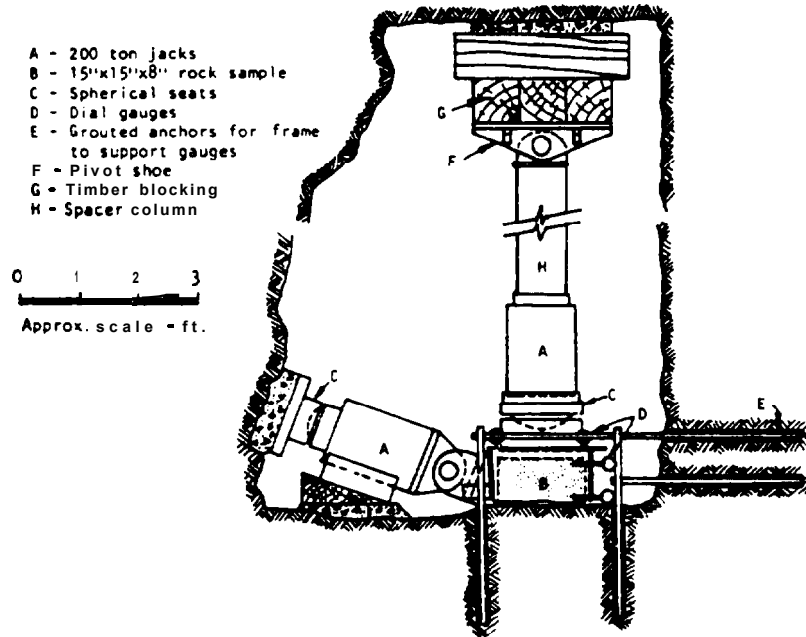 A - 200 ton jacks
B - 15"x15"x8" rock sample
C - Spherical seats
D - Dial gauges
E - Grouted anchors for frame
to support gauges
F - Pivot shoe
G - Timber blocking
H - Spacer column
0 1 2 3
Approx. scale - ft.
G
F
H
A
C
C
D
E
A
B